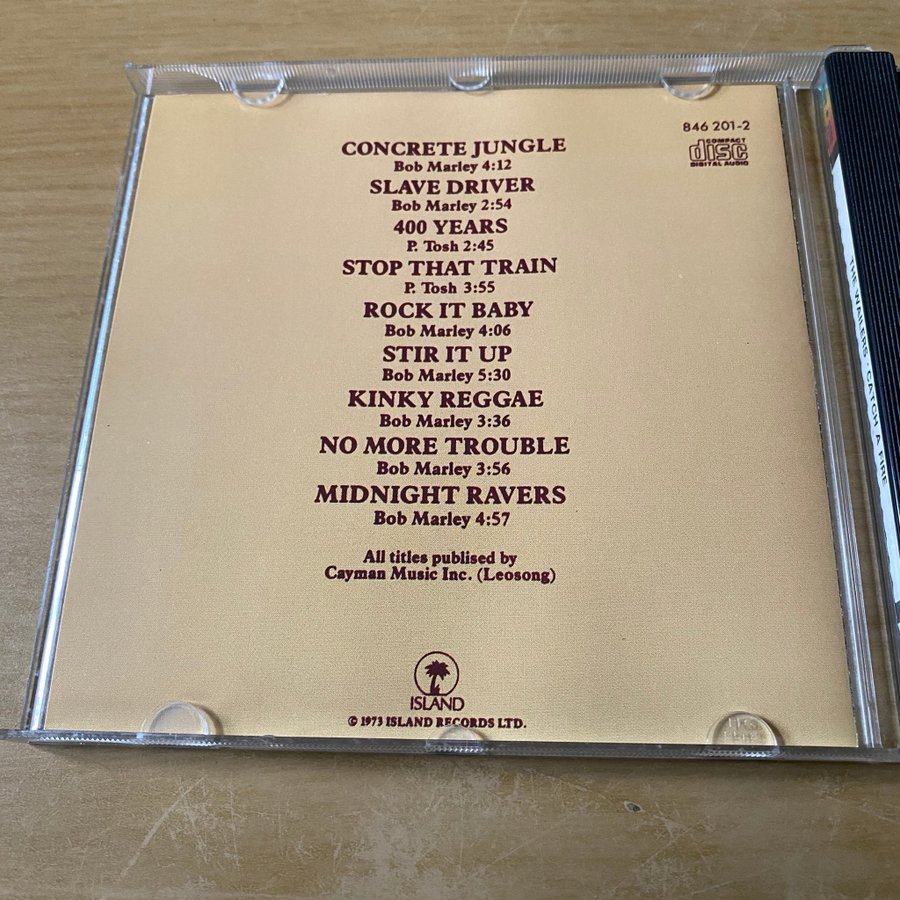 846 201-2
COMPACT
disc
DIGITAL AUDIO
CONCRETE JUNGLE
Bob Marley 4:12
SLAVE DRIVER
Bob Marley 2:54
400 YEARS
P. Tosh 2:45
STOP THAT TRAIN
P. Tosh 3:55
ROCK IT BABY
Bob Marley 4:06
STIR IT UP
Bob Marley 5:30
KINKY REGGAE
Bob Marley 3:36
NO MORE TROUBLE
Bob Marley 3:56
MIDNIGHT RAVERS
Bob Marley 4:57
All titles publised by
Cayman Music Inc. (Leosong)
ISLAND
© 1973 ISLAND RECORDS LTD.
THE WAILERS · CATCH A FIRE